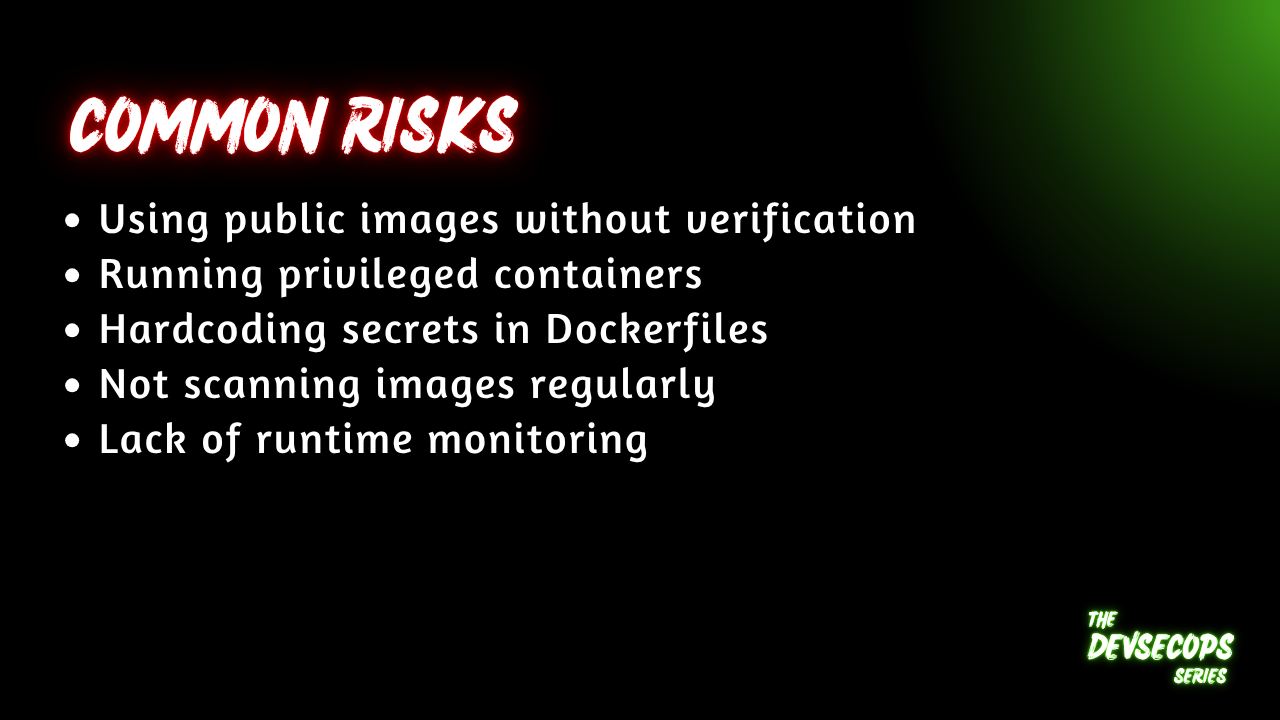 COMMON RISKS
• Using public images without verification
• Running privileged containers
• Hardcoding secrets in Dockerfiles
• Not scanning images regularly
• Lack of runtime monitoring
THE
DEVSECOPS
SERIES